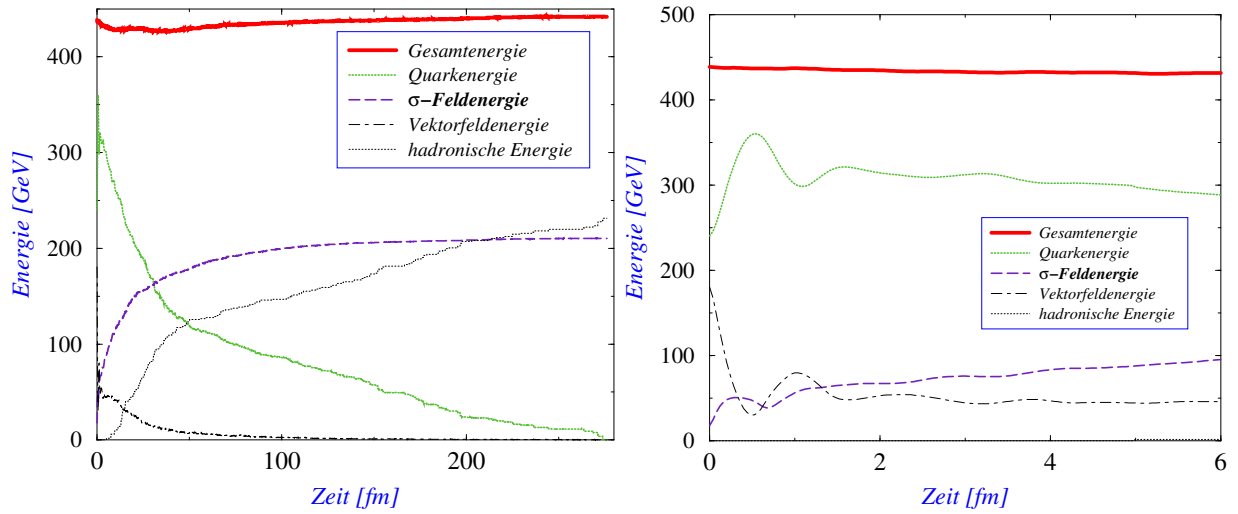 400
300
200
100
0
Energie [GeV]
Gesamtenergie
Quarkenergie
σ−Feldenergie
Vektorfeldenergie
hadronische Energie
0
100
200
Zeit [fm]
500
400
300
200
100
0
Energie [GeV]
Gesamtenergie
Quarkenergie
σ−Feldenergie
Vektorfeldenergie
hadronische Energie
0
2
4
6
Zeit [fm]